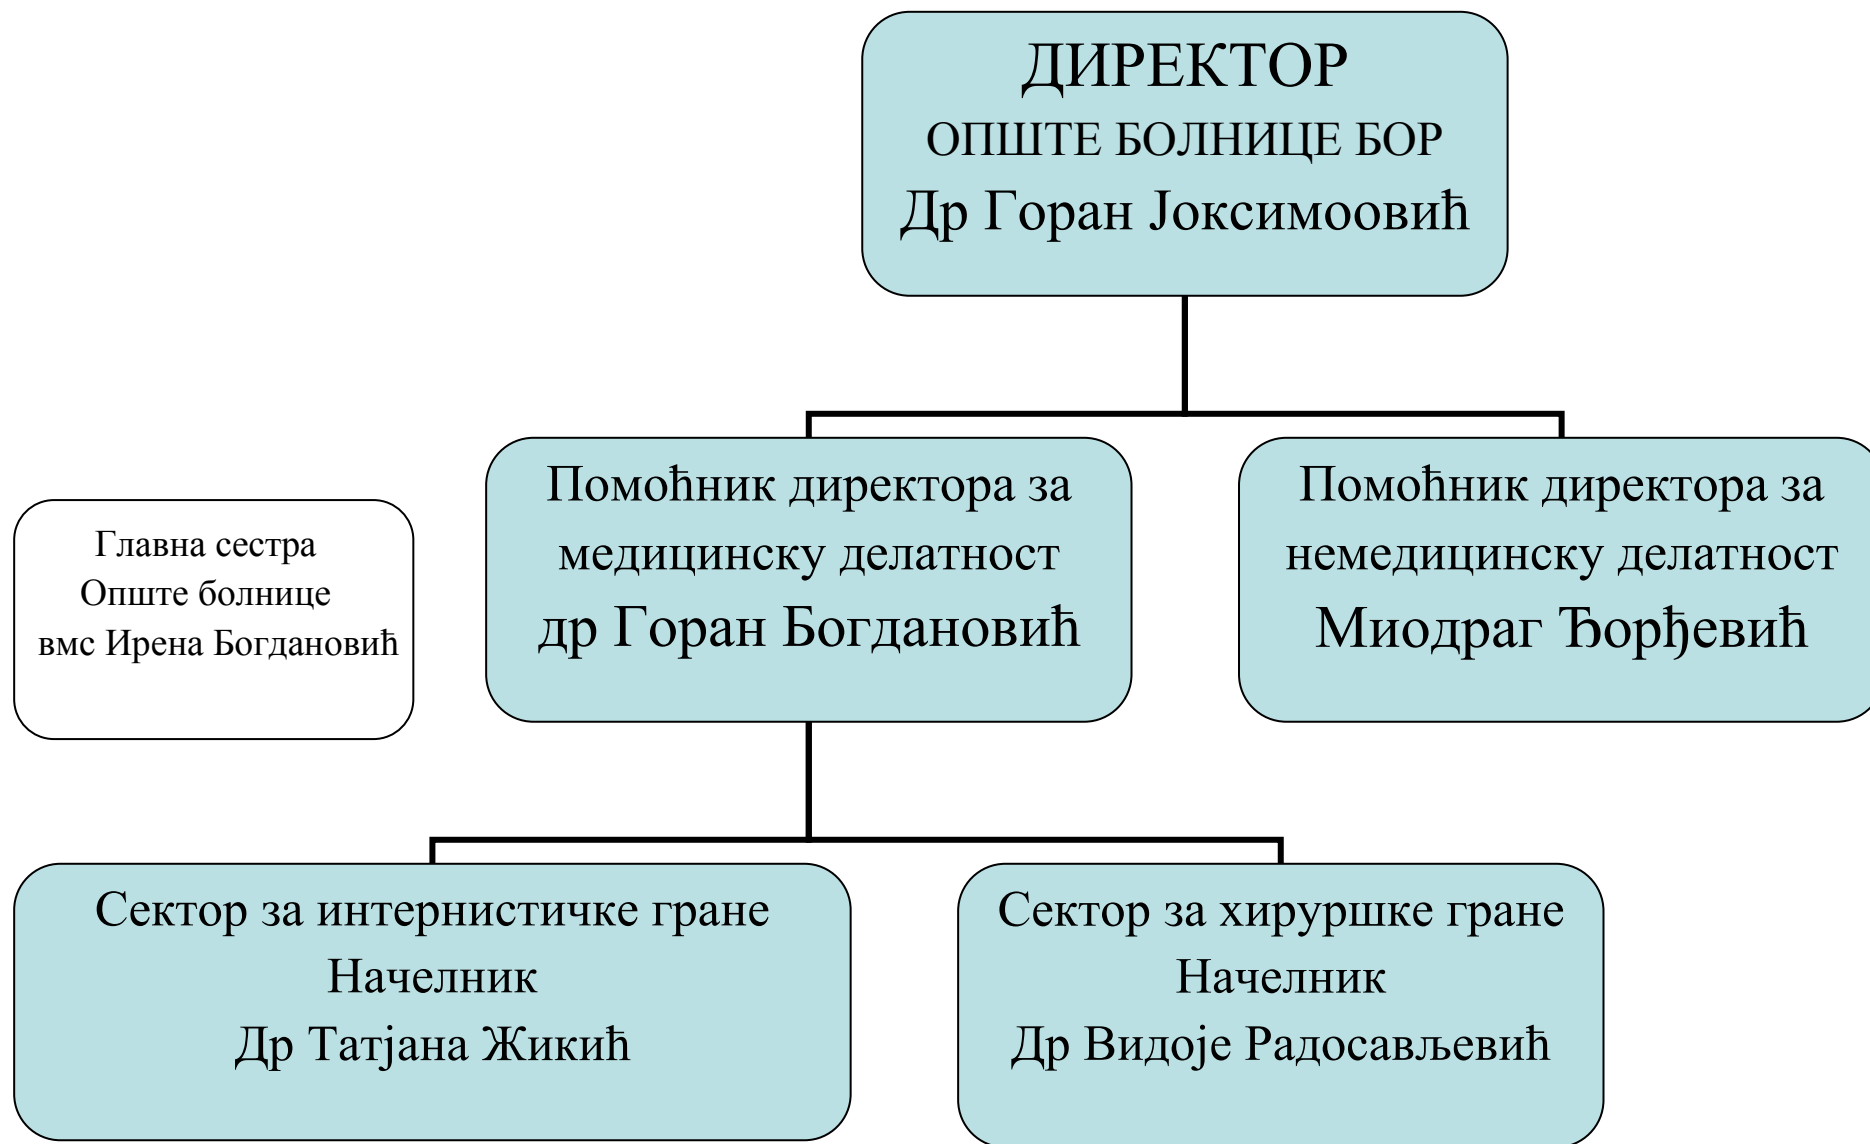 ДИРЕКТОР
ОПШТЕ БОЛНИЦЕ БОР
Др Горан Јоксимоовић
Главна сестра
Опште болнице
вмс Ирена Богдановић
Помоћник директора за
медицинску делатност
др Горан Богдановић
Помоћник директора за
немедицинску делатност
Миодраг Ђорђевић
Сектор за интернистичке гране
Начелник
Др Татјана Жикић
Сектор за хируршке гране
Начелник
Др Видоје Радосављевић